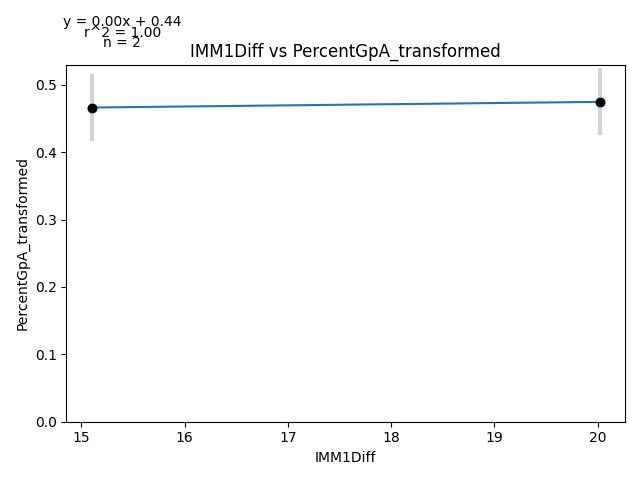 y = 0.00x + 0.44
r^2 = 1.00
n = 2
IMM1Diff vs PercentGpA_transformed
0.5
0.4
0.3
0.2
0.1
0.0
PercentGpA_transformed
15 16 17 18 19 20
IMM1Diff